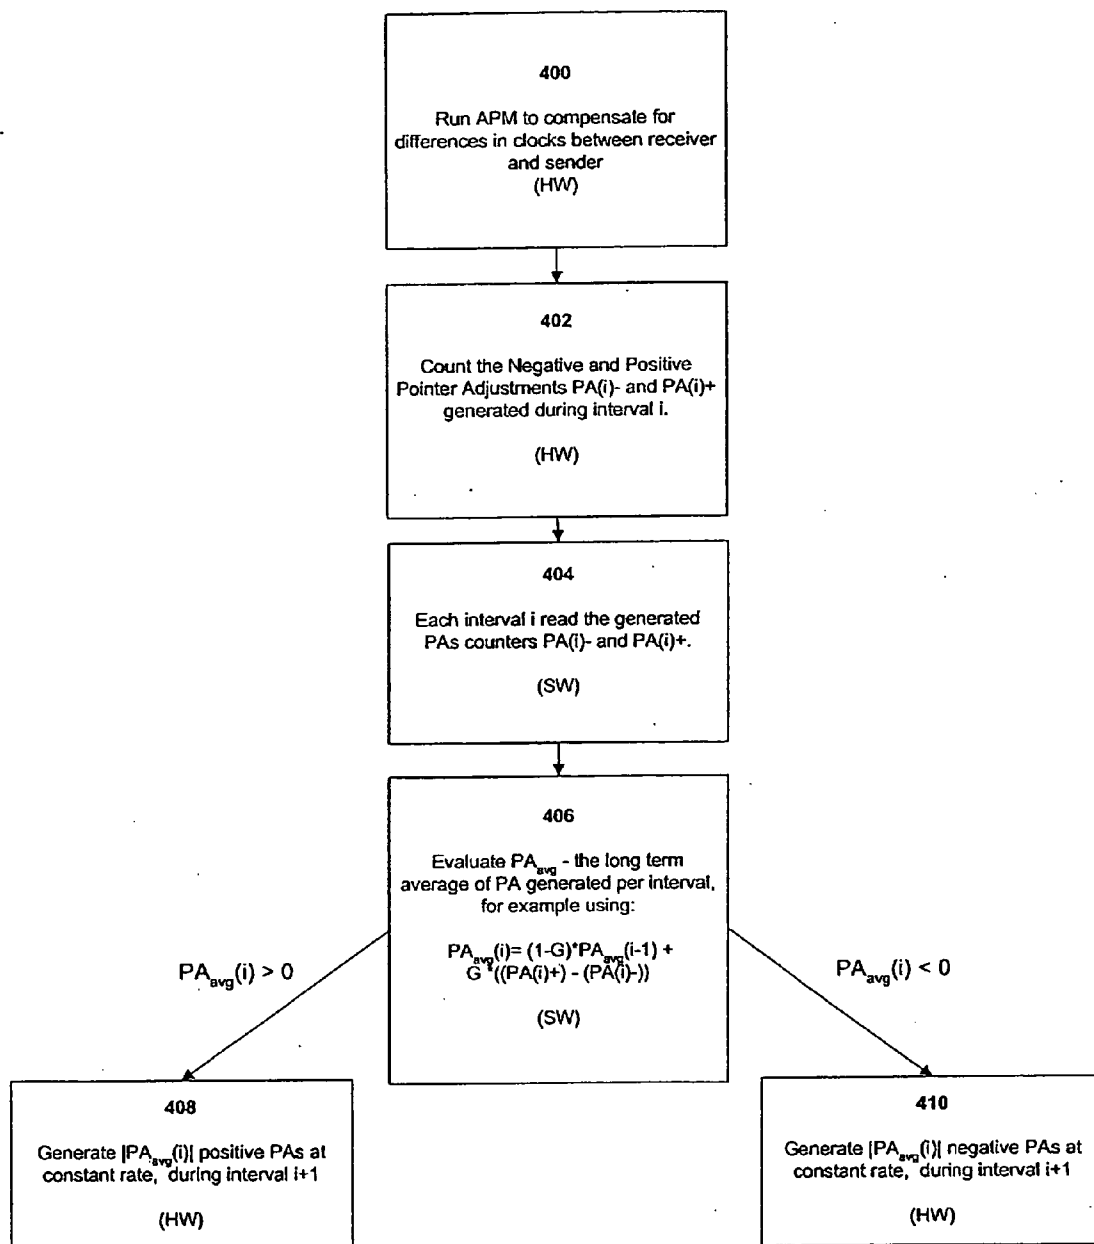 400
Run APM to compensate for
differences in clocks between receiver
and sender
(HW)
402
Count the Negative and Positive
Pointer Adjustments PA(i)- and PA(i)+
generated during interval i.
(HW)
404
Each interval i read the generated
PAs counters PA(i)- and PA(i)+.
(SW)
406
Evaluate PAavg - the long term
average of PA generated per interval,
for example using:
PAavg(i)= (1-G)*PAavg(i-1) +
G *((PA(i)+) - (PA(i)-))
(SW)
PAavg(i) > 0
PAavg(i) < 0
408
Generate |PAavg(i)| positive PAs at
constant rate, during interval i+1
(HW)
410
Generate |PAavg(i)| negative PAs at
constant rate, during interval i+1
(HW)